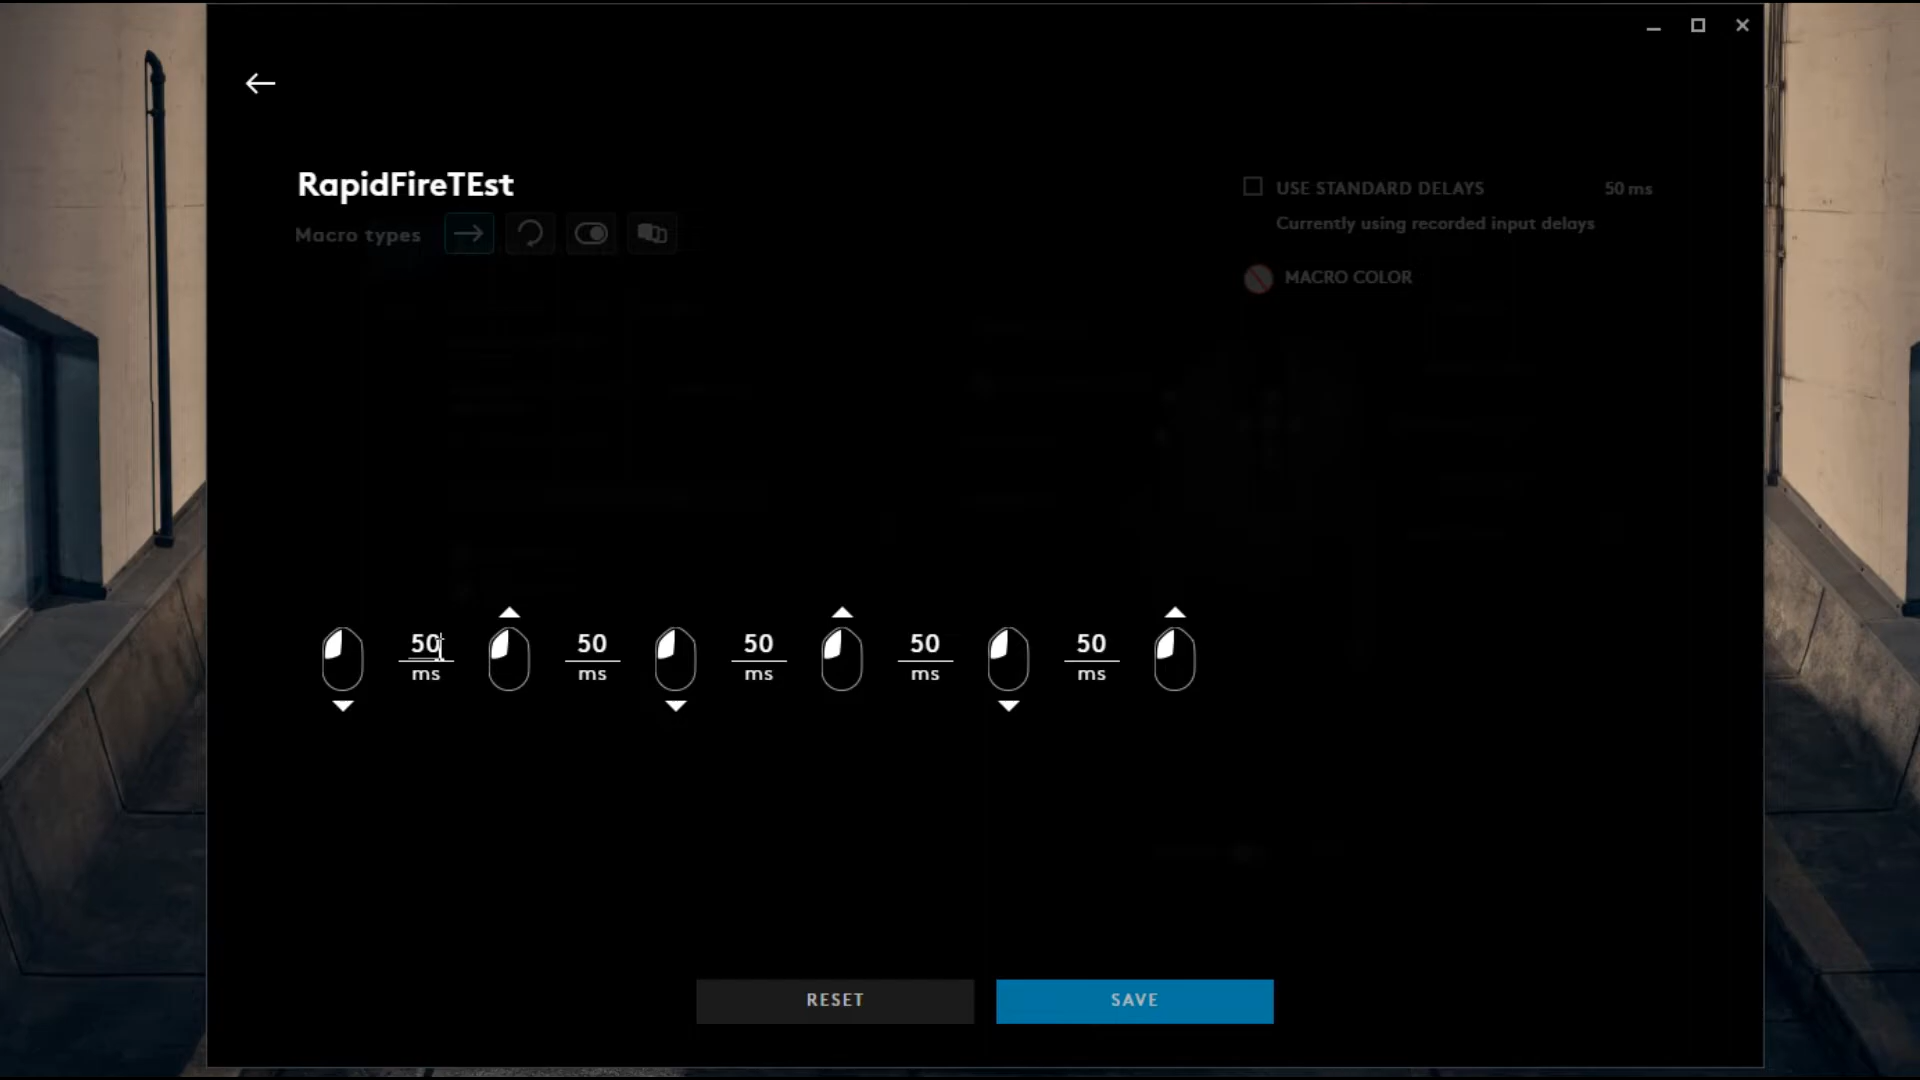 RapidFireTEst
Macro types
USE STANDARD DELAYS 50 ms
Currently using recorded input delays
MACRO COLOR
50 50 50 50 50
ms ms ms ms ms
RESET SAVE